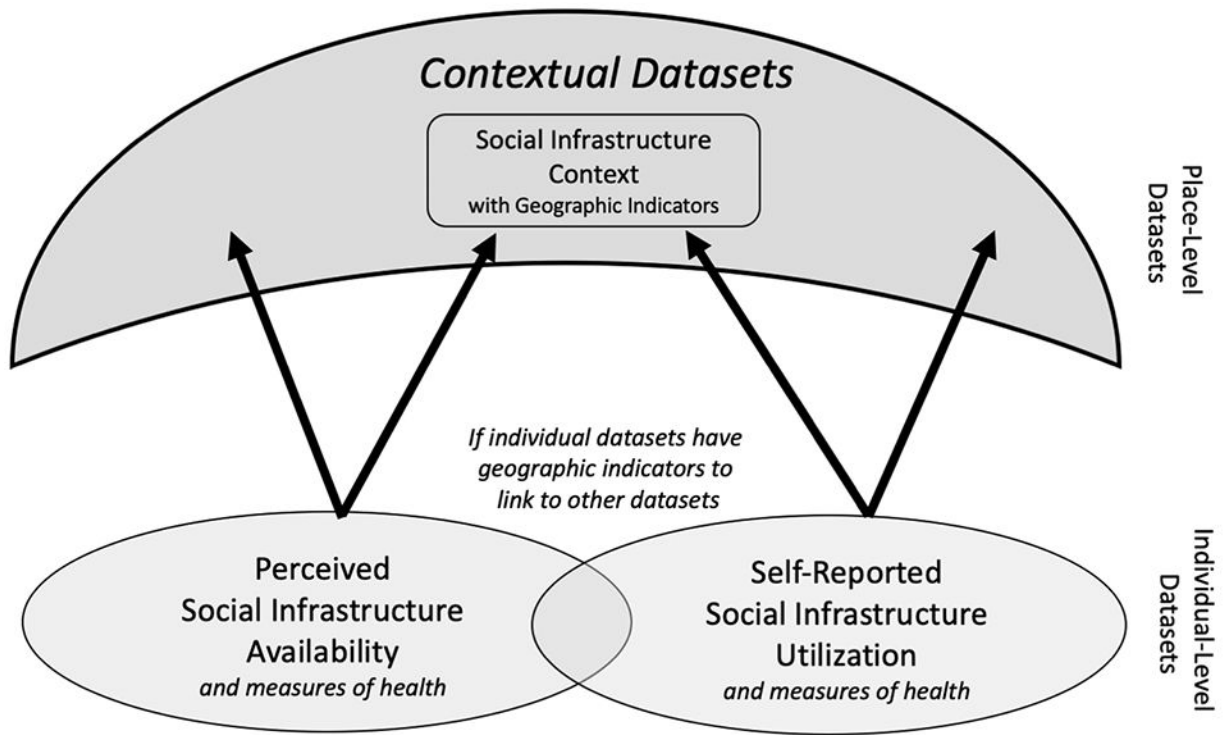 Contextual Datasets
Social Infrastructure
Context
with Geographic Indicators
Place-Level
Datasets
If individual datasets have
geographic indicators to
link to other datasets
Perceived
Social Infrastructure
Availability
and measures of health
Self-Reported
Social Infrastructure
Utilization
and measures of health
Individual-Level
Datasets